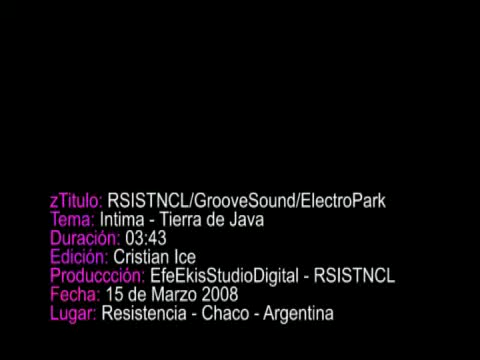 zTitulo: RSISTNCL/GrooveSound/ElectroPark
Tema: Intima - Tierra de Java
Duración: 03:43
Edición: Cristian Ice
Produccción: EfeEkisStudioDigital - RSISTNCL
Fecha: 15 de Marzo 2008
Lugar: Resistencia - Chaco - Argentina